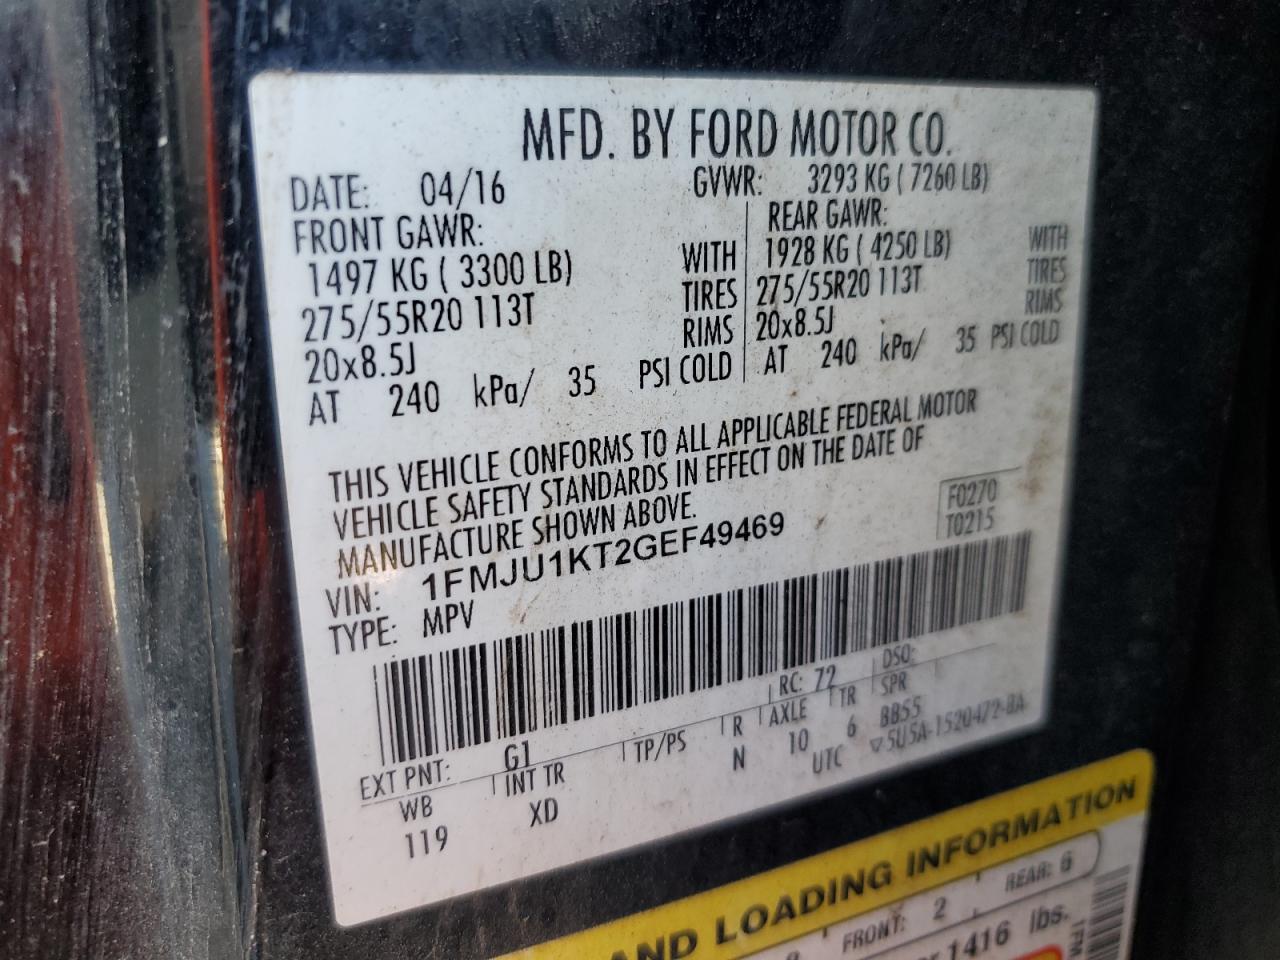 MFD. BY FORD MOTOR CO.
DATE: 04/16 GVWR: 3293 KG ( 7260 LB)
FRONT GAWR: REAR GAWR:
1497 KG ( 3300 LB) WITH 1928 KG ( 4250 LB) WITH
275/55R20 113T TIRES 275/55R20 113T TIRES
20x8.5J RIMS 20x8.5J RIMS
AT 240 kPa/ 35 PSI COLD AT 240 kPa/ 35 PSI COLD
THIS VEHICLE CONFORMS TO ALL APPLICABLE FEDERAL MOTOR
VEHICLE SAFETY STANDARDS IN EFFECT ON THE DATE OF
MANUFACTURE SHOWN ABOVE.
F0270
T0215
VIN: 1FMJU1KT2GEF49469
TYPE: MPV
EXT PNT: G1 RC: 72 DSO:
WB INT TR TP/PS R AXLE TR SPR
119 XD N 10 6 BB55
UTC ▽5U5A-1520472-BA
AND LOADING INFORMATION
FRONT: 2 REAR: 6
1416 lbs.